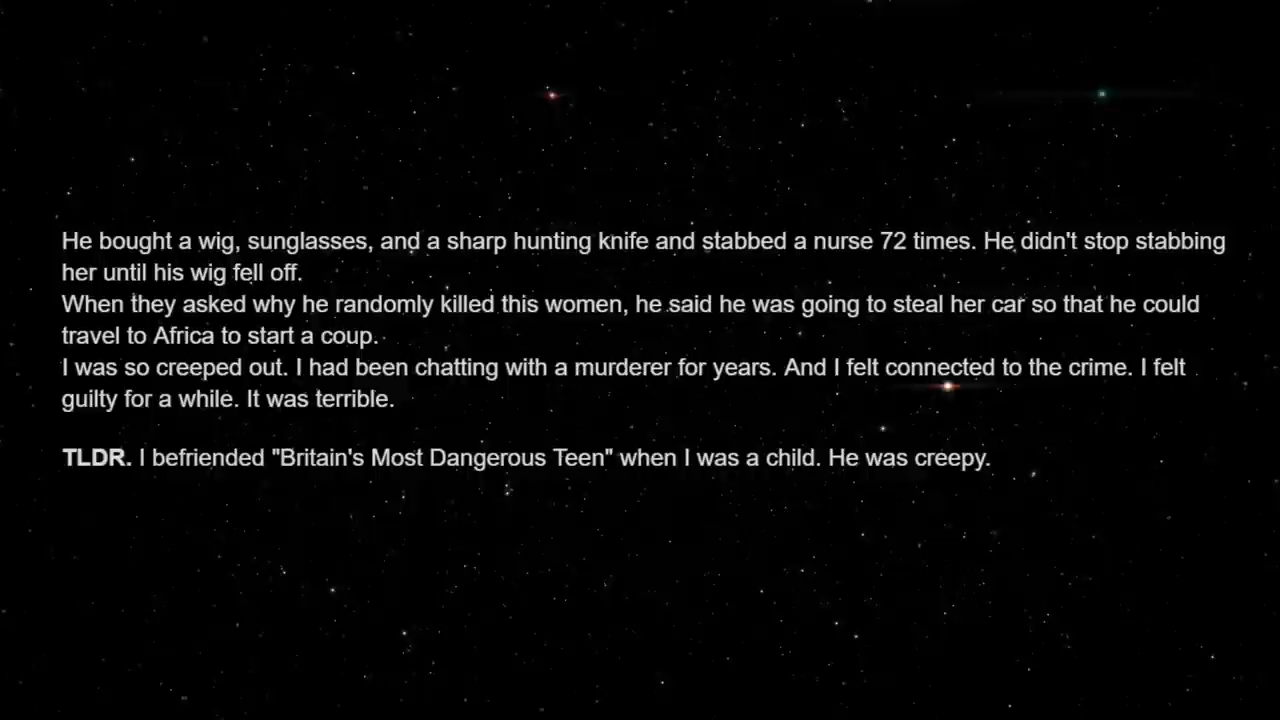 He bought a wig, sunglasses, and a sharp hunting knife and stabbed a nurse 72 times. He didn't stop stabbing
her until his wig fell off.
When they asked why he randomly killed this women, he said he was going to steal her car so that he could
travel to Africa to start a coup.
I was so creeped out. I had been chatting with a murderer for years. And I felt connected to the crime. I felt
guilty for a while. It was terrible.
TLDR. I befriended "Britain's Most Dangerous Teen" when I was a child. He was creepy.